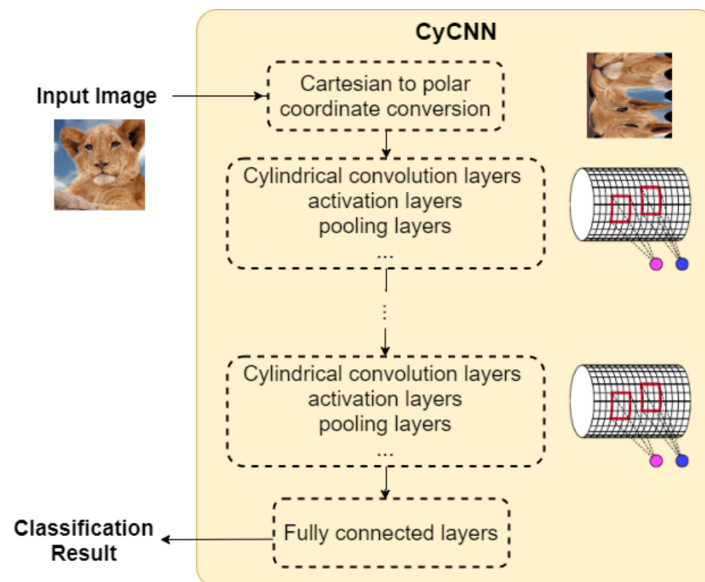 CyCNN
Input Image
Cartesian to polar
coordinate conversion
Cylindrical convolution layers
activation layers
pooling layers
...
...
Cylindrical convolution layers
activation layers
pooling layers
...
Fully connected layers
Classification
Result